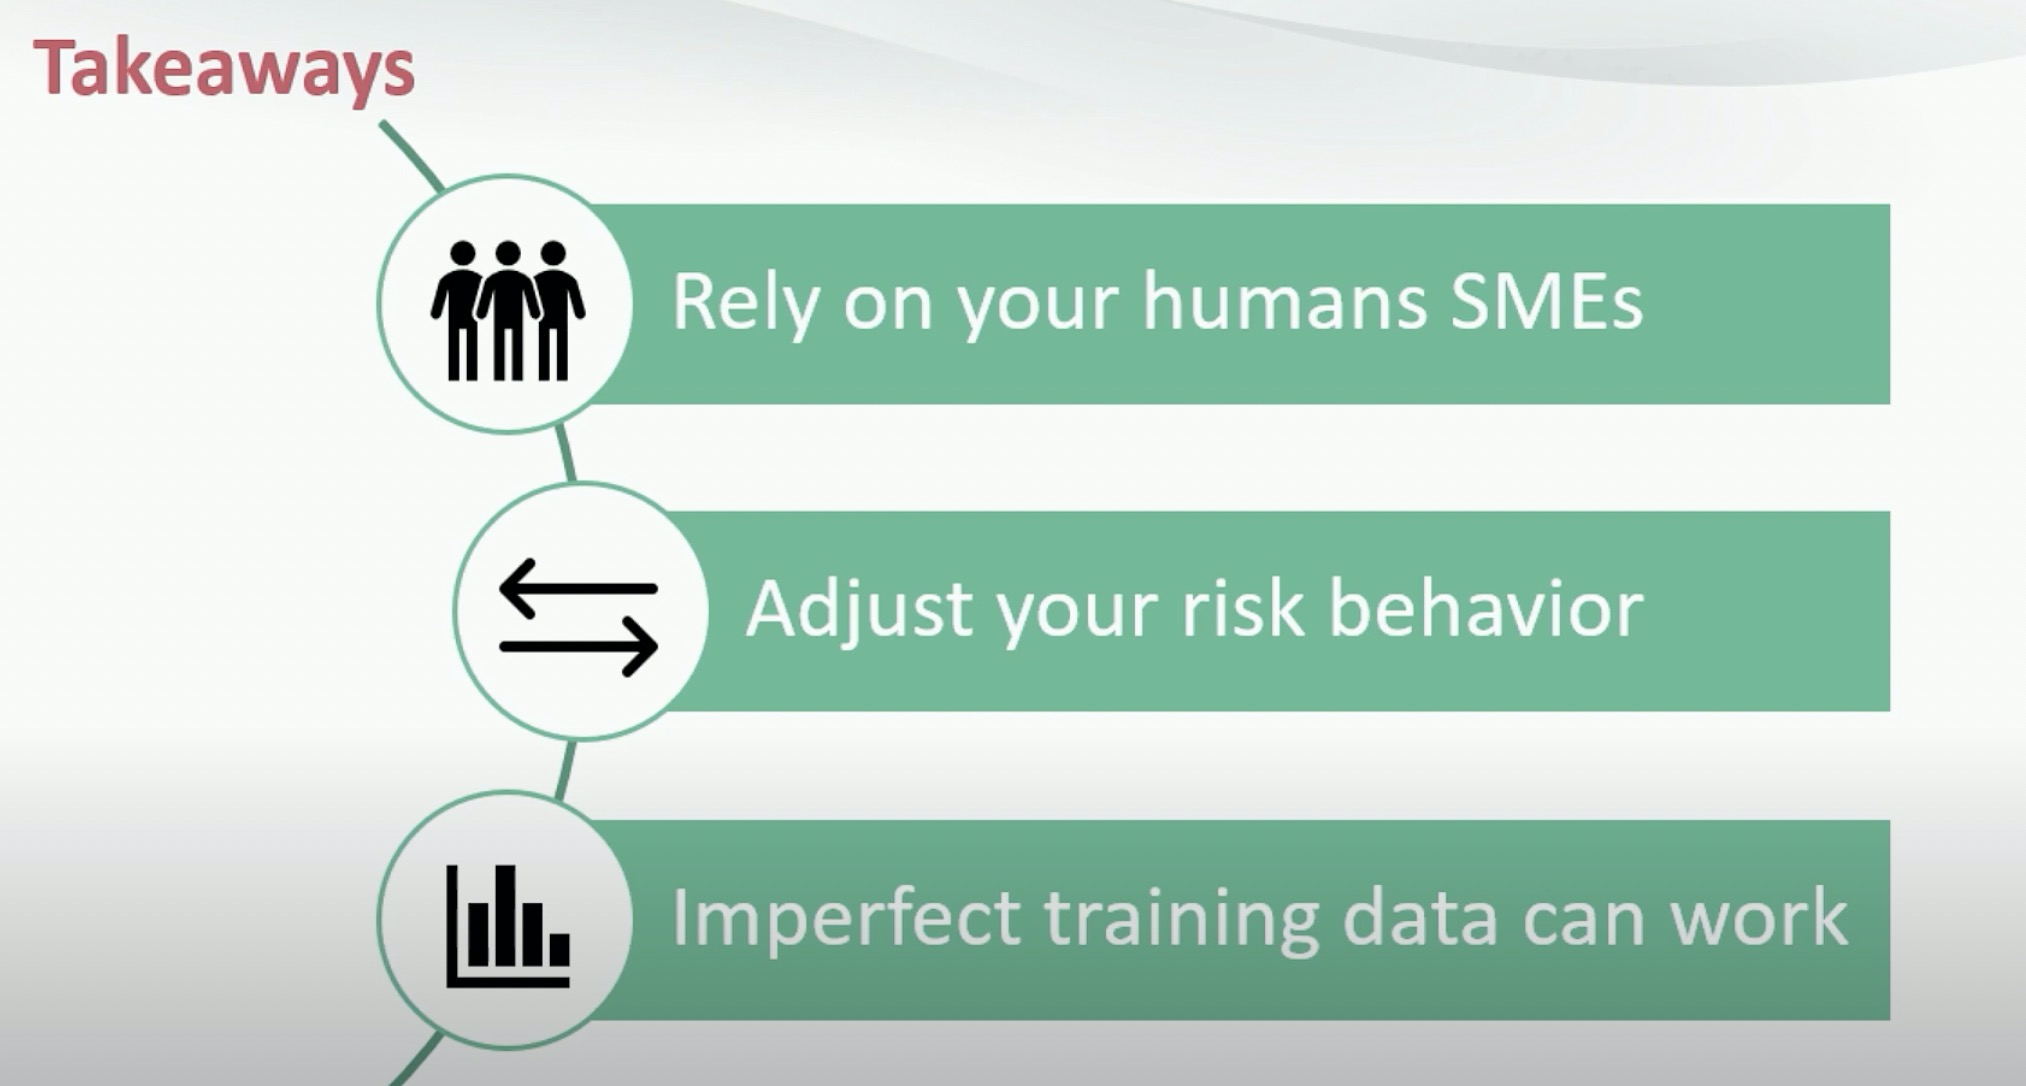 Takeaways
Rely on your humans SMEs
Adjust your risk behavior
Imperfect training data can work